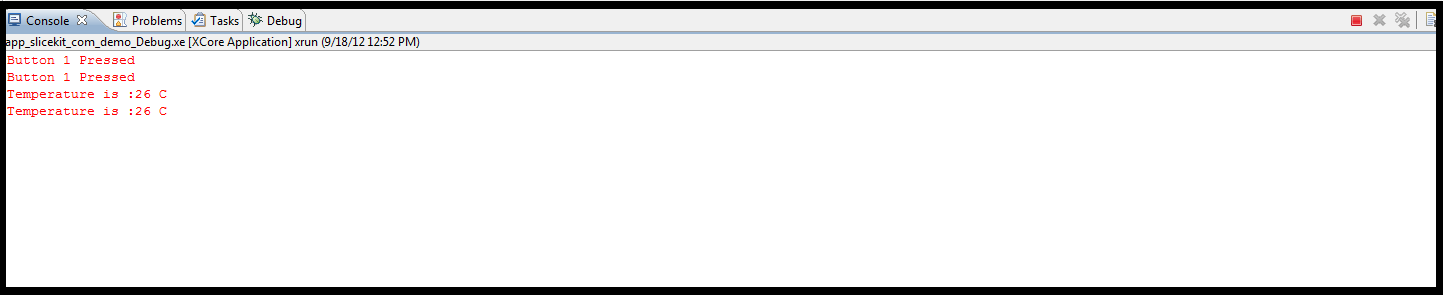 Console Problems Tasks Debug
app_slicekit_com_demo_Debug.xe [XCore Application] xrun (9/18/12 12:52 PM)
Button 1 Pressed
Button 1 Pressed
Temperature is :26 C
Temperature is :26 C